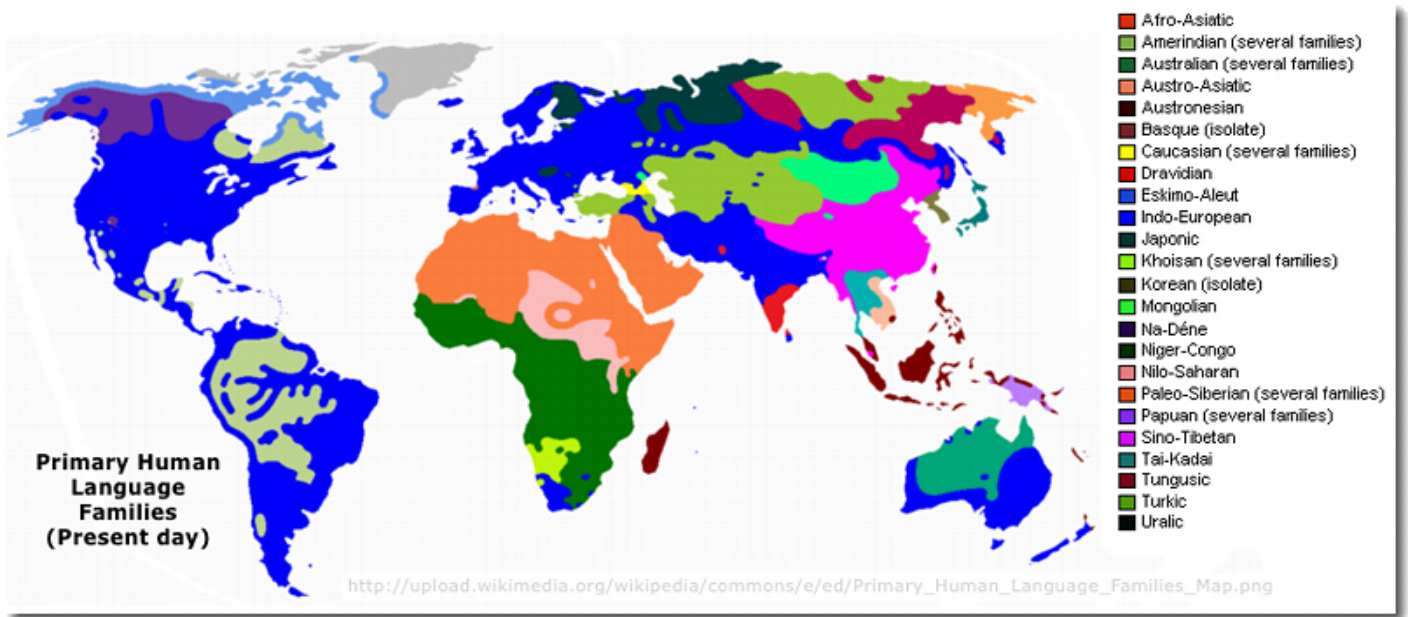 Afro-Asiatic
Amerindian (several families)
Australian (several families)
Austro-Asiatic
Austronesian
Basque (isolate)
Caucasian (several families)
Dravidian
Eskimo-Aleut
Indo-European
Japonic
Khoisan (several families)
Korean (isolate)
Mongolian
Na-Déne
Niger-Congo
Nilo-Saharan
Paleo-Siberian (several families)
Papuan (several families)
Sino-Tibetan
Tai-Kadai
Tungusic
Turkic
Uralic
Primary Human
Language
Families
(Present day)
http://upload.wikimedia.org/wikipedia/commons/e/ed/Primary_Human_Language_Families_Map.png